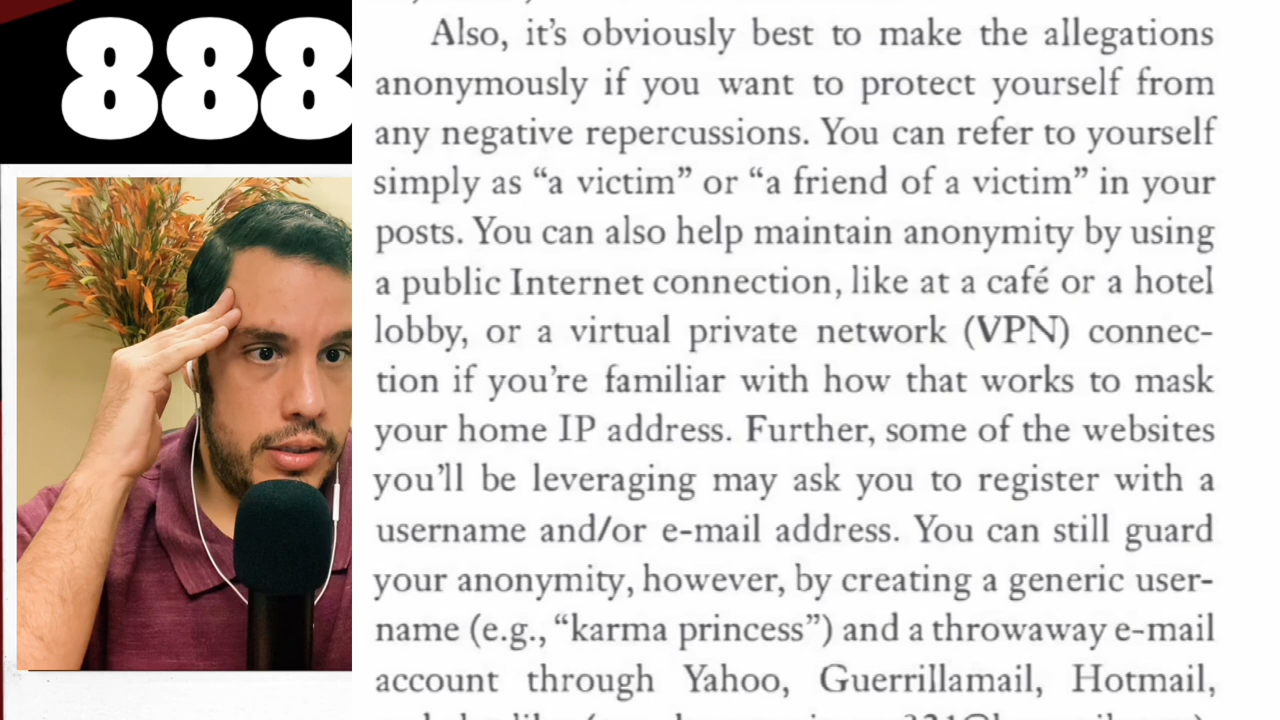 888
Also, it's obviously best to make the allegations
anonymously if you want to protect yourself from
any negative repercussions. You can refer to yourself
simply as “a victim” or “a friend of a victim” in your
posts. You can also help maintain anonymity by using
a public Internet connection, like at a café or a hotel
lobby, or a virtual private network (VPN) connec-
tion if you're familiar with how that works to mask
your home IP address. Further, some of the websites
you'll be leveraging may ask you to register with a
username and/or e-mail address. You can still guard
your anonymity, however, by creating a generic user-
name (e.g., “karma princess”) and a throwaway e-mail
account through Yahoo, Guerrillamail, Hotmail,